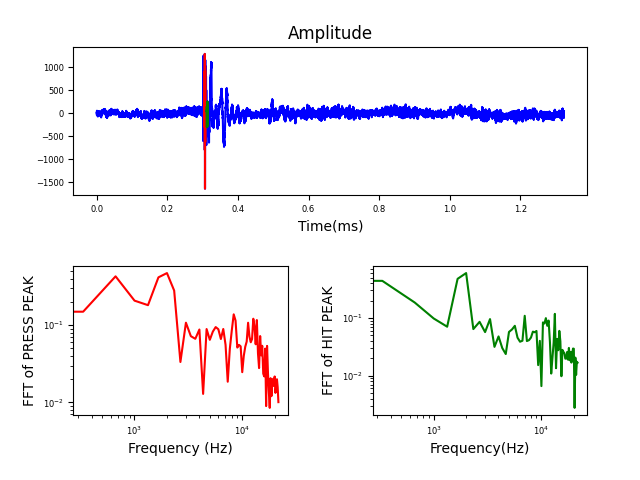 Amplitude
1000
500
0
−500
−1000
−1500
0.0 0.2 0.4 0.6 0.8 1.0 1.2
Time(ms)
FFT of PRESS PEAK
10⁻¹
10⁻²
10³ 10⁴
Frequency (Hz)
FFT of HIT PEAK
10⁻¹
10⁻²
10³ 10⁴
Frequency(Hz)